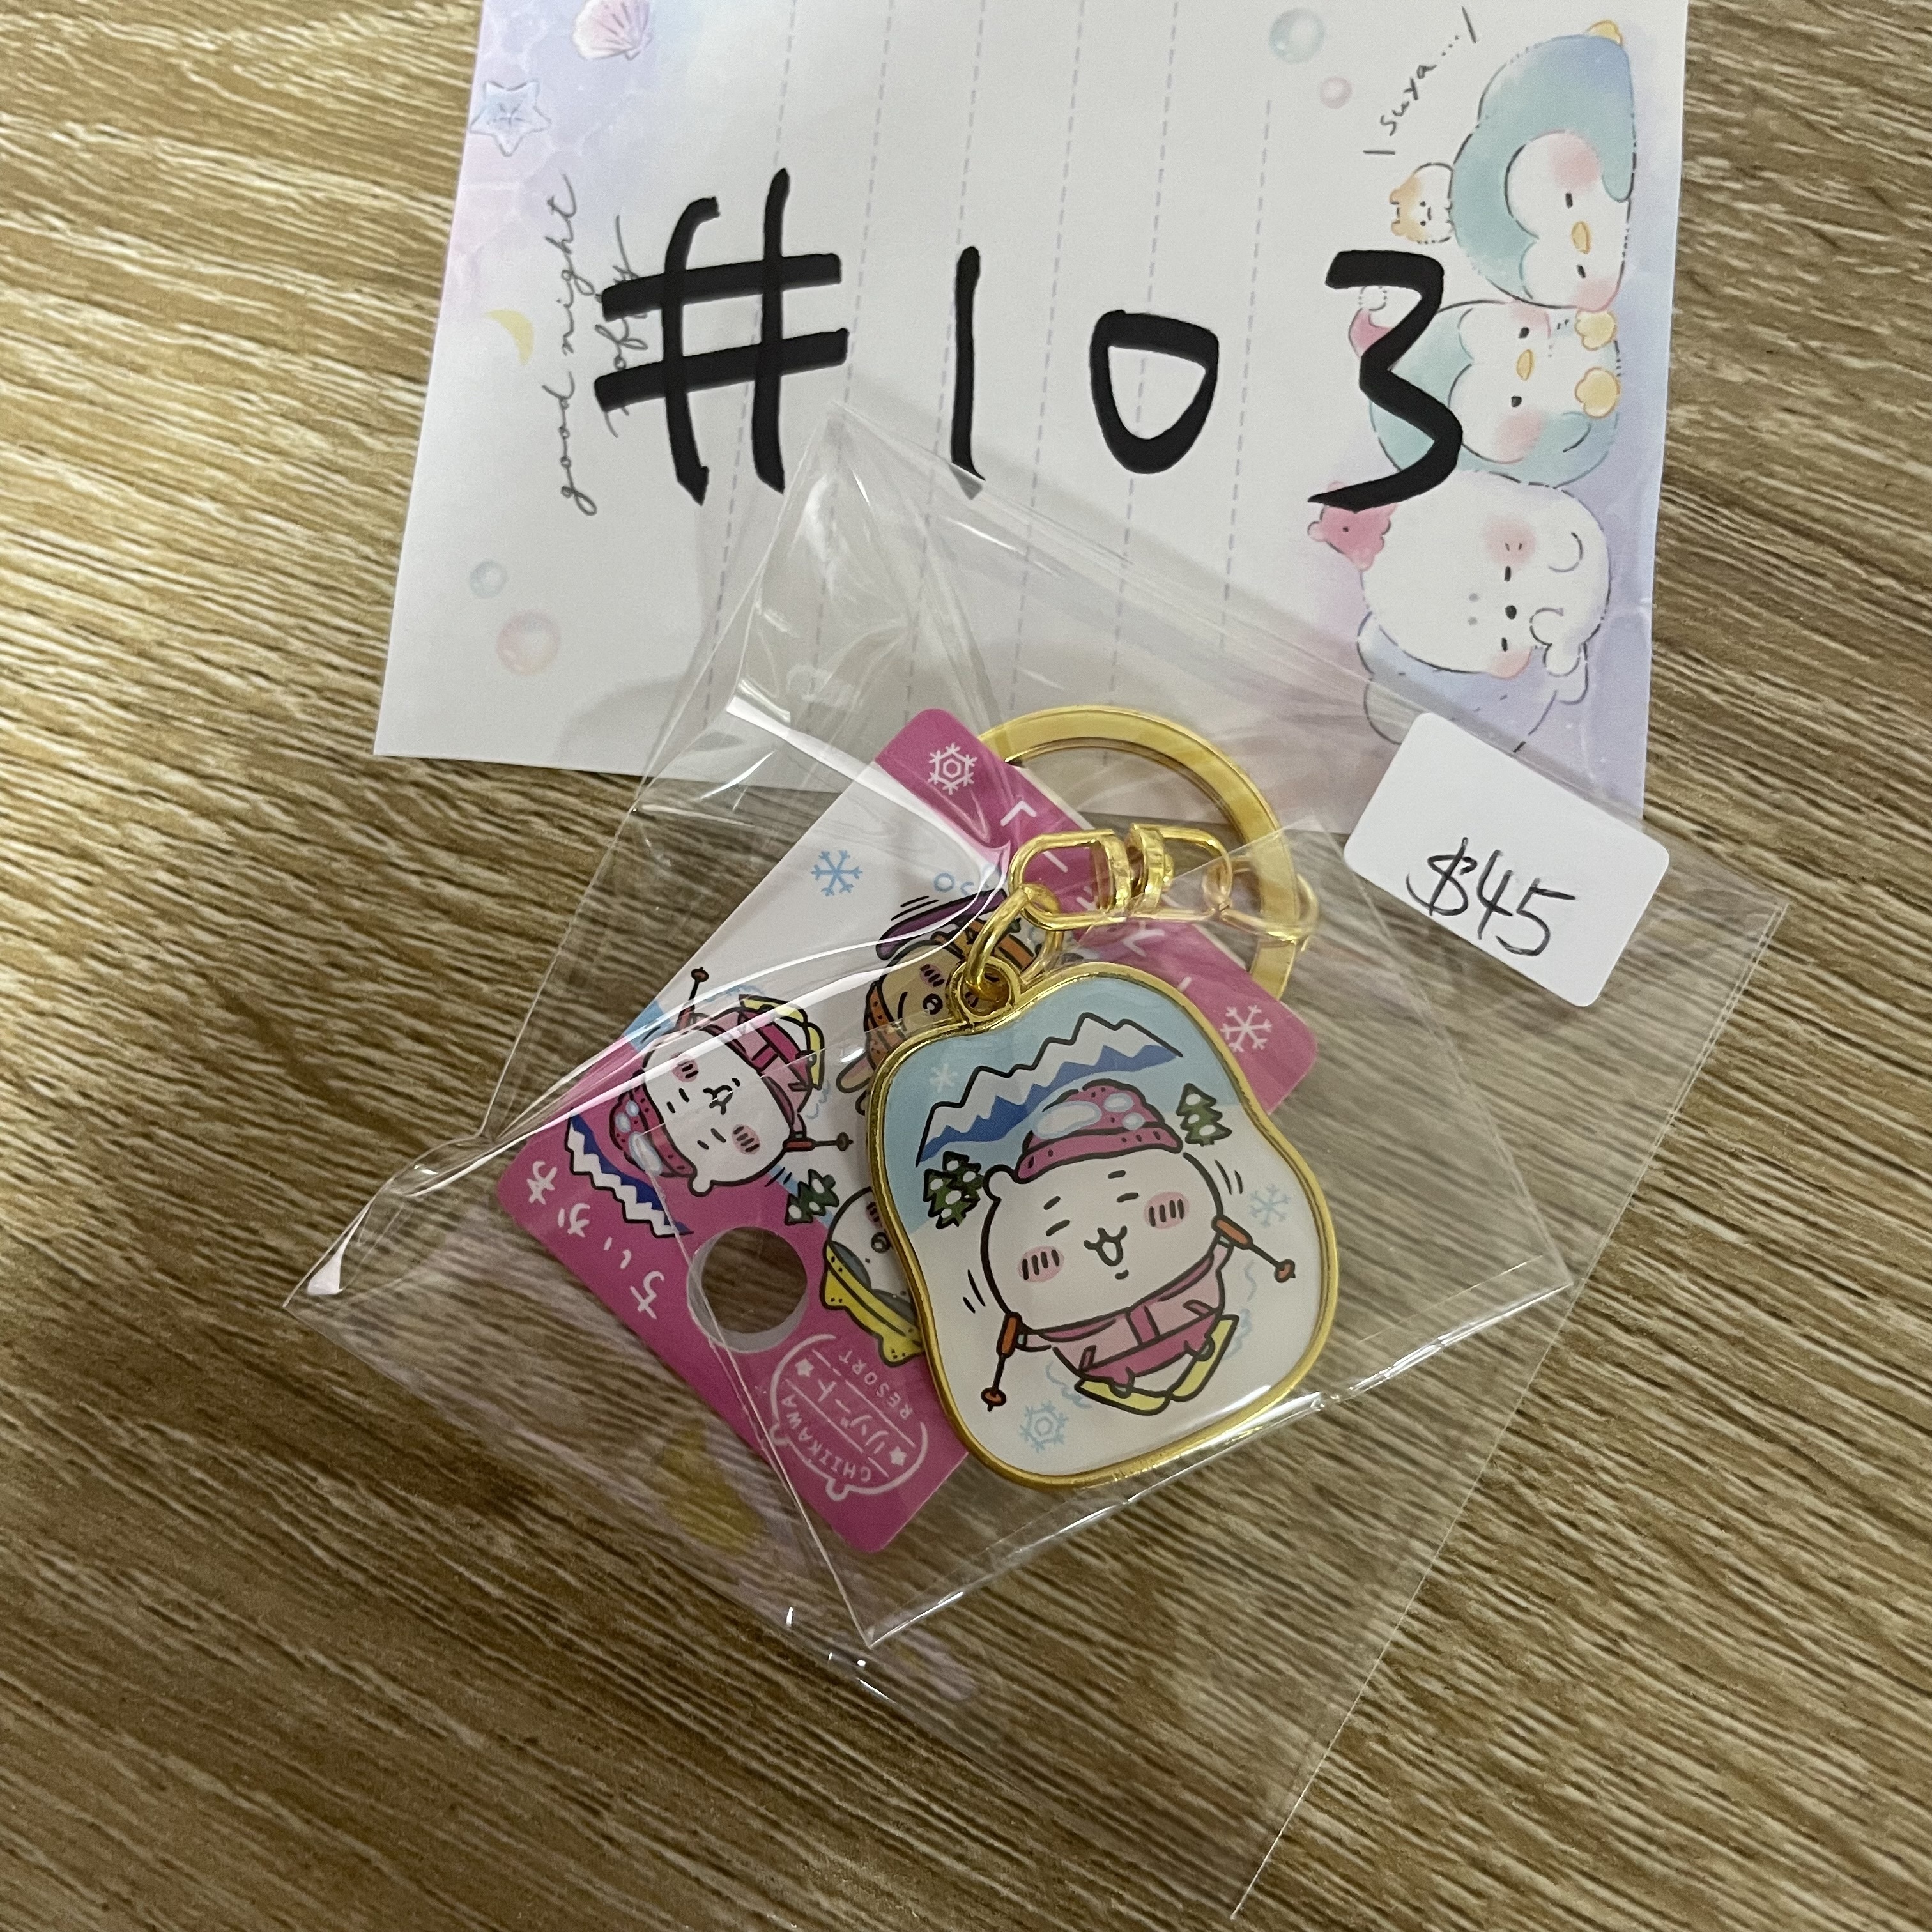 \ suya..../
good night
#103
$45
ちいかわ
CHIIKAWA
リゾート
RESORT